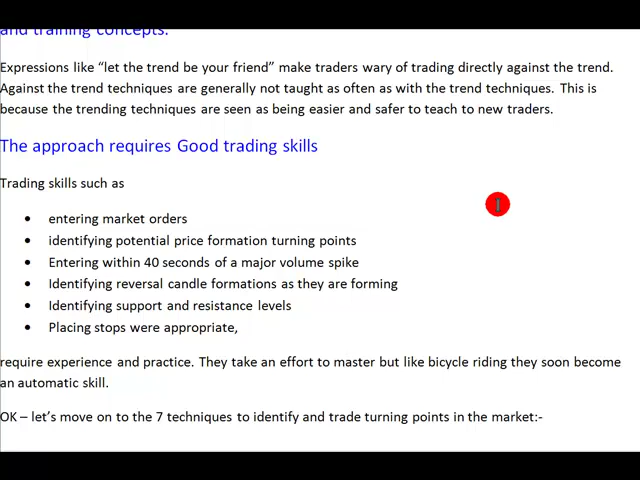 and training concepts.
Expressions like “let the trend be your friend” make traders wary of trading directly against the trend.
Against the trend techniques are generally not taught as often as with the trend techniques. This is
because the trending techniques are seen as being easier and safer to teach to new traders.
The approach requires Good trading skills
Trading skills such as
• entering market orders
• identifying potential price formation turning points
• Entering within 40 seconds of a major volume spike
• Identifying reversal candle formations as they are forming
• Identifying support and resistance levels
• Placing stops were appropriate,
require experience and practice. They take an effort to master but like bicycle riding they soon become
an automatic skill.
OK – let’s move on to the 7 techniques to identify and trade turning points in the market:-